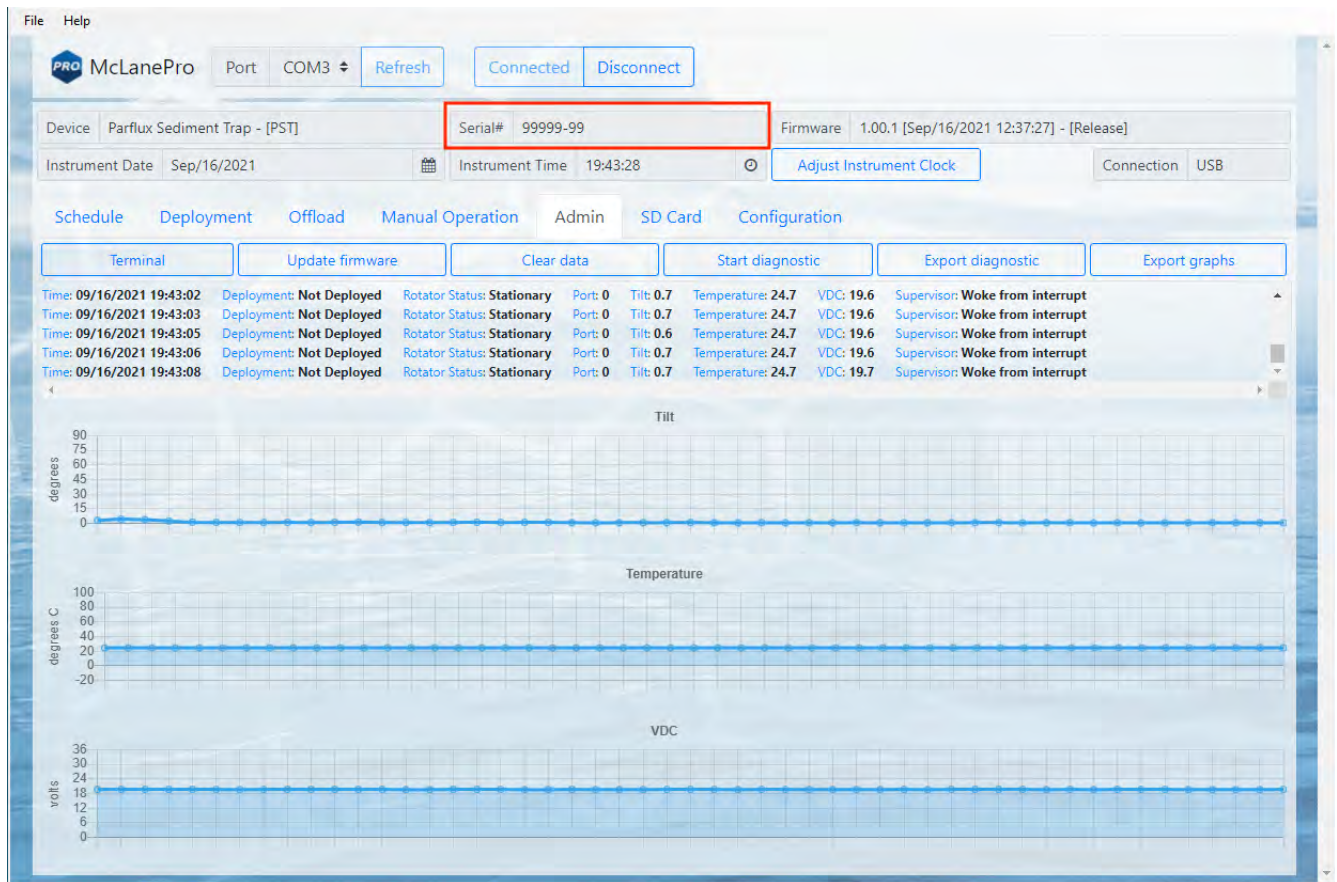 File Help
PRO McLanePro Port COM3 Refresh Connected Disconnect
Device Parflux Sediment Trap - [PST] Serial# 99999-99 Firmware 1.00.1 [Sep/16/2021 12:37:27] - [Release]
Instrument Date Sep/16/2021 Instrument Time 19:43:28 Adjust Instrument Clock Connection USB
Schedule Deployment Offload Manual Operation Admin SD Card Configuration
Terminal Update firmware Clear data Start diagnostic Export diagnostic Export graphs
Time: 09/16/2021 19:43:02 Deployment: Not Deployed Rotator Status: Stationary Port: 0 Tilt: 0.7 Temperature: 24.7 VDC: 19.6 Supervisor: Woke from interrupt
Time: 09/16/2021 19:43:03 Deployment: Not Deployed Rotator Status: Stationary Port: 0 Tilt: 0.7 Temperature: 24.7 VDC: 19.6 Supervisor: Woke from interrupt
Time: 09/16/2021 19:43:05 Deployment: Not Deployed Rotator Status: Stationary Port: 0 Tilt: 0.6 Temperature: 24.7 VDC: 19.6 Supervisor: Woke from interrupt
Time: 09/16/2021 19:43:06 Deployment: Not Deployed Rotator Status: Stationary Port: 0 Tilt: 0.7 Temperature: 24.7 VDC: 19.6 Supervisor: Woke from interrupt
Time: 09/16/2021 19:43:08 Deployment: Not Deployed Rotator Status: Stationary Port: 0 Tilt: 0.7 Temperature: 24.7 VDC: 19.7 Supervisor: Woke from interrupt
Tilt
degrees
90
75
60
45
30
15
0
Temperature
degrees C
100
80
60
40
20
0
-20
VDC
volts
36
30
24
18
12
6
0